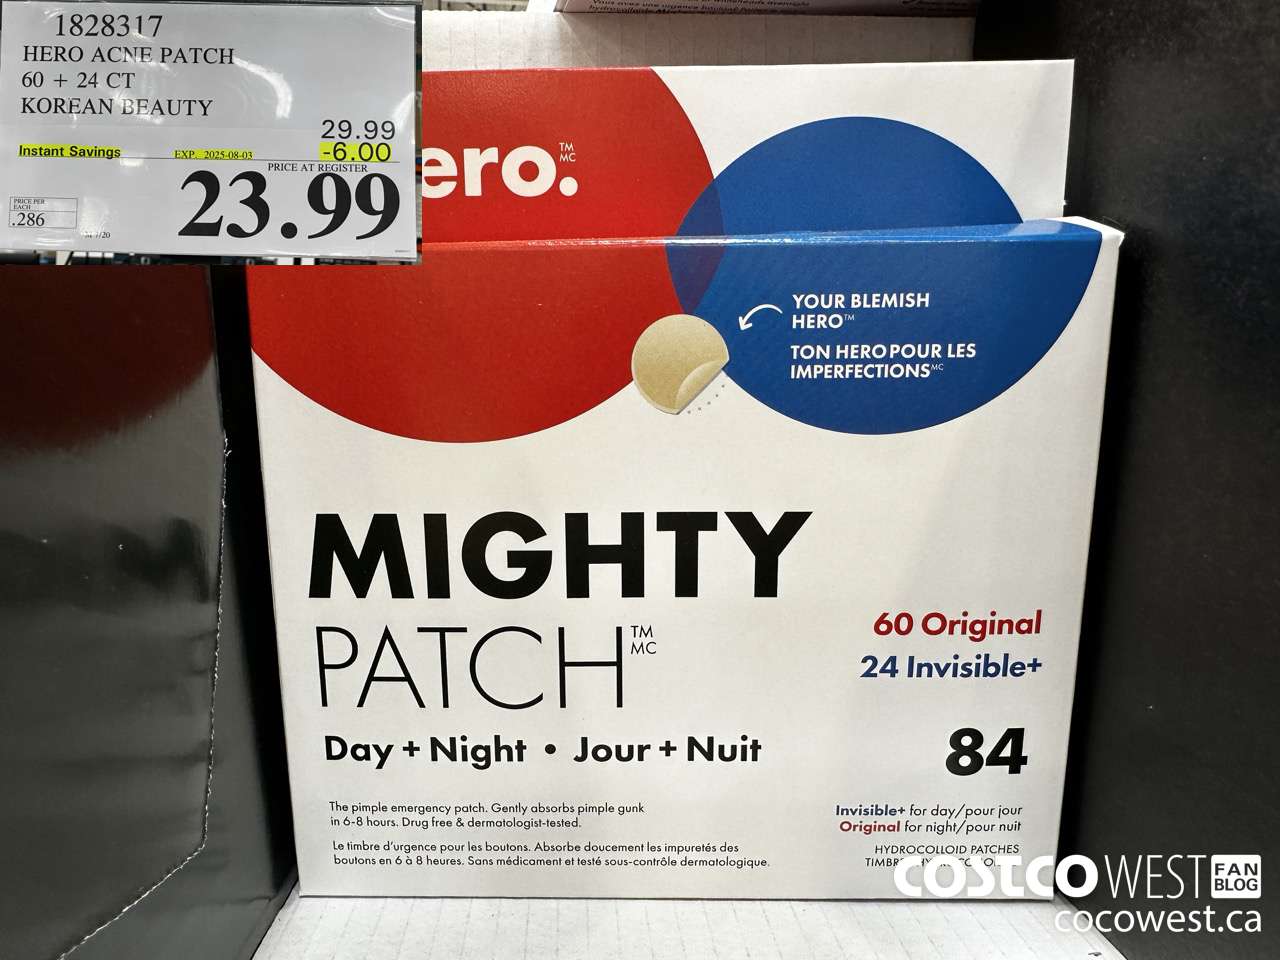 1828317
HERO ACNE PATCH
60 + 24 CT
KOREAN BEAUTY
29.99
Instant Savings EXP. 2025-08-03 -6.00
PRICE AT REGISTER
23.99
PRICE PER
EACH
.286
ero.
TM
MC
YOUR BLEMISH
HERO™
TON HERO POUR LES
IMPERFECTIONS MC
MIGHTY
PATCH
TM
MC
60 Original
24 Invisible+
Day + Night • Jour + Nuit
84
The pimple emergency patch. Gently absorbs pimple gunk
in 6-8 hours. Drug free & dermatologist-tested.
Le timbre d'urgence pour les boutons. Absorbe doucement les impuretés des
boutons en 6 à 8 heures. Sans médicament et testé sous-contrôle dermatologique.
Invisible+ for day/pour jour
Original for night/pour nuit
HYDROCOLLOID PATCHES
COSTCO WEST FAN
BLOG
cocowest.ca